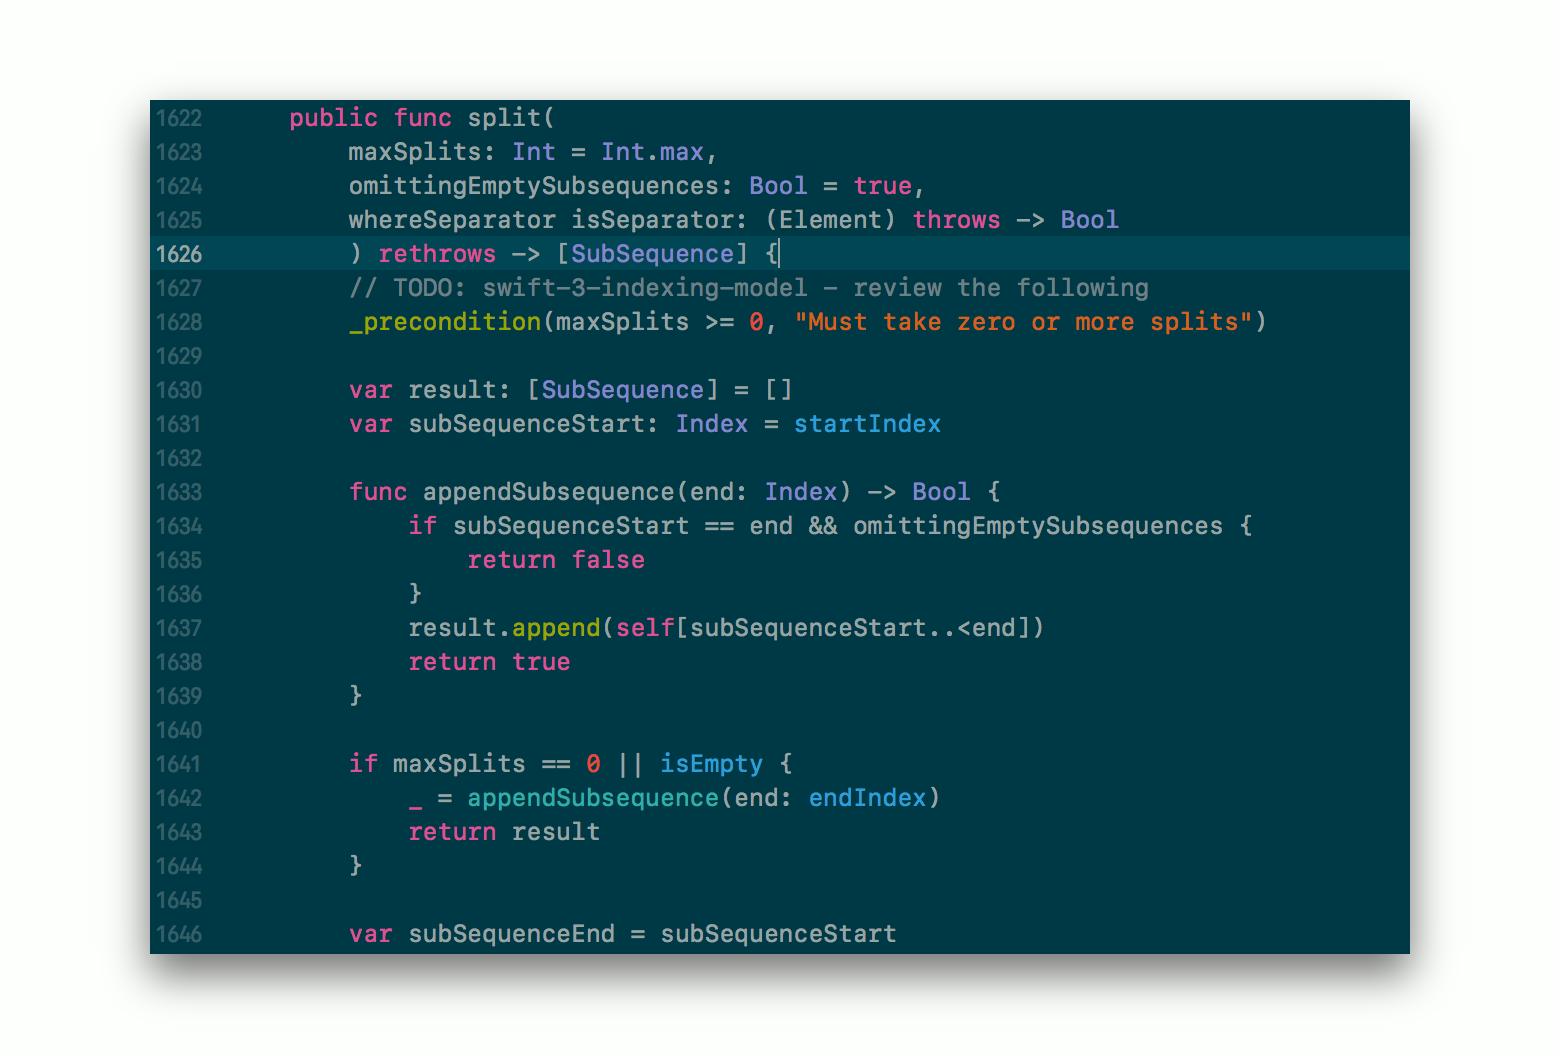 1622 public func split(
1623 maxSplits: Int = Int.max,
1624 omittingEmptySubsequences: Bool = true,
1625 whereSeparator isSeparator: (Element) throws -> Bool
1626 ) rethrows -> [SubSequence] {
1627 // TODO: swift-3-indexing-model - review the following
1628 _precondition(maxSplits >= 0, "Must take zero or more splits")
1629
1630 var result: [SubSequence] = []
1631 var subSequenceStart: Index = startIndex
1632
1633 func appendSubsequence(end: Index) -> Bool {
1634 if subSequenceStart == end && omittingEmptySubsequences {
1635 return false
1636 }
1637 result.append(self[subSequenceStart..<end])
1638 return true
1639 }
1640
1641 if maxSplits == 0 || isEmpty {
1642 _ = appendSubsequence(end: endIndex)
1643 return result
1644 }
1645
1646 var subSequenceEnd = subSequenceStart